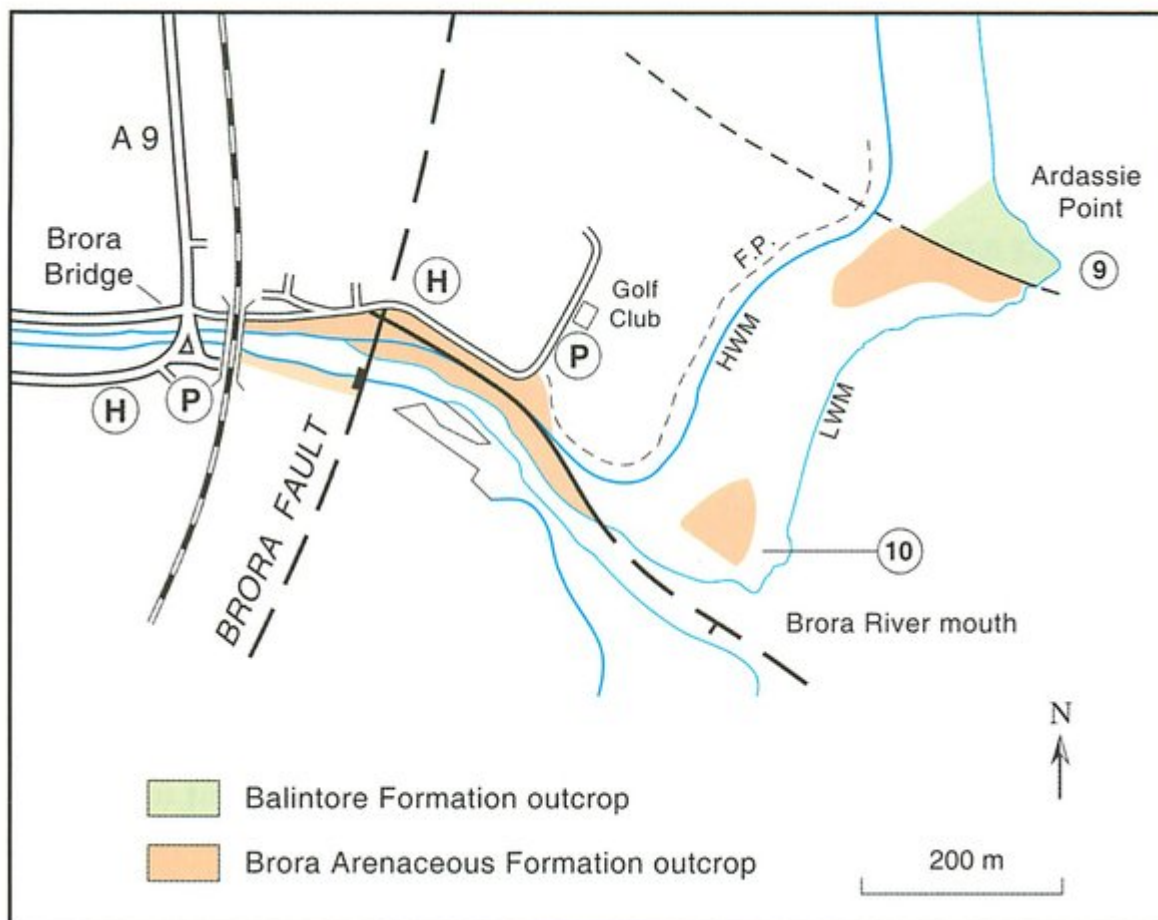 A 9
Ardassie
Point
Brora
Bridge
F.P.
9
H
Golf
Club
P
HWM
H
P
LWM
BRORA FAULT
10
Brora River mouth
N
Balintore Formation outcrop
Brora Arenaceous Formation outcrop
200 m